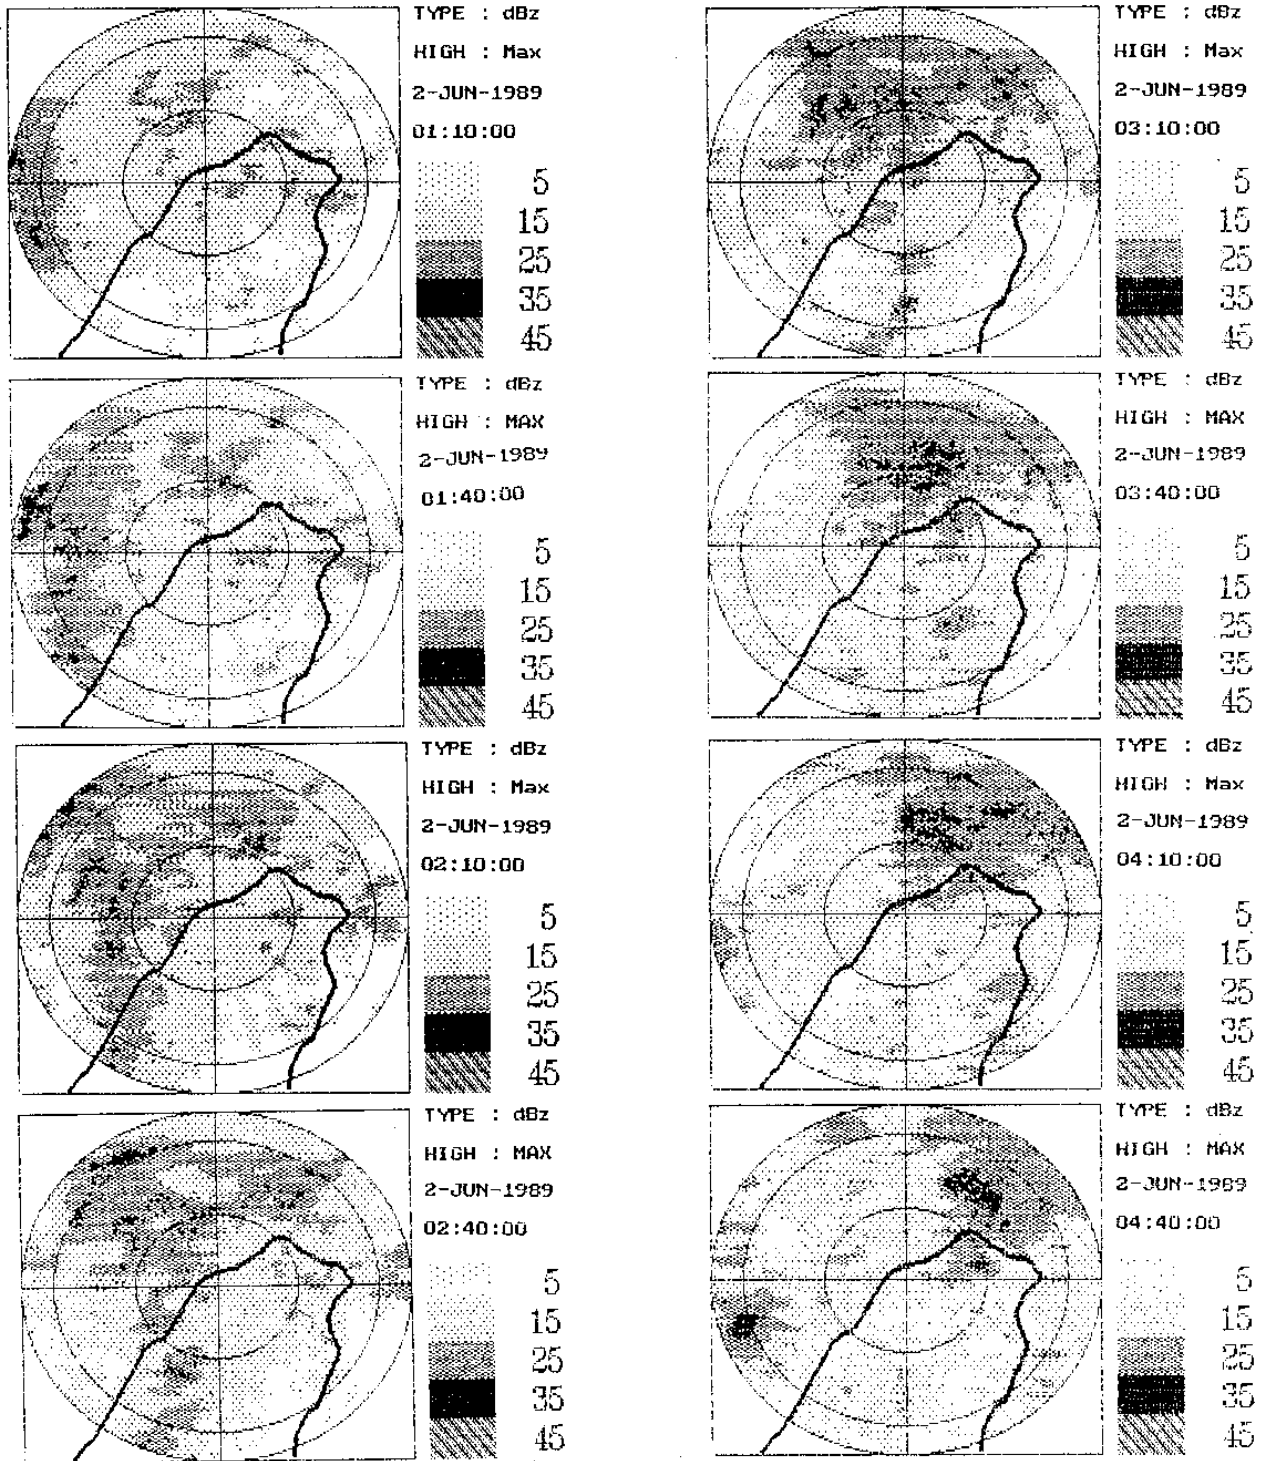 TYPE : dBz
HIGH : Max
2-JUN-1989
01:10:00
5
15
25
35
45
TYPE : dBz
HIGH : MAX
2-JUN-1989
01:40:00
5
15
25
35
45
TYPE : dBz
HIGH : Max
2-JUN-1989
02:10:00
5
15
25
35
45
TYPE : dBz
HIGH : MAX
2-JUN-1989
02:40:00
5
15
25
35
45
TYPE : dBz
HIGH : Max
2-JUN-1989
03:10:00
5
15
25
35
45
TYPE : dBz
HIGH : MAX
2-JUN-1989
03:40:00
5
15
25
35
45
TYPE : dBz
HIGH : Max
2-JUN-1989
04:10:00
5
15
25
35
45
TYPE : dBz
HIGH : MAX
2-JUN-1989
04:40:00
5
15
25
35
45